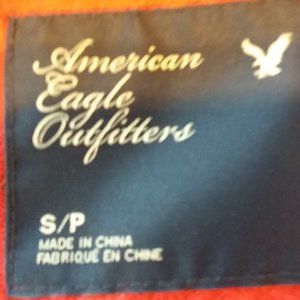 American
Eagle
Outfitters
S/P
MADE IN CHINA
FABRIQUÉ EN CHINE